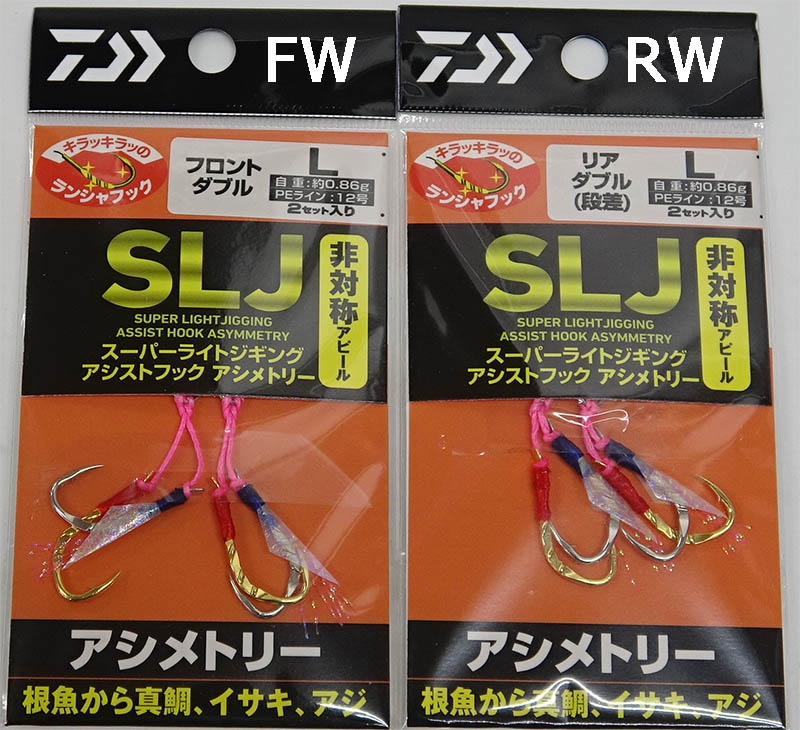 FW
キラッキラッの
ランシャフック
フロント
ダブル
L
自重:約0.86g
PEライン:12号
2セット入り
SLJ
SUPER LIGHTJIGGING
ASSIST HOOK ASYMMETRY
スーパーライトジギング
アシストフック アシメトリー
非対称アピール
アシメトリー
根魚から真鯛、イサキ、アジ
RW
キラッキラッの
ランシャフック
リア
ダブル
(段差)
L
自重:約0.86g
PEライン:12号
2セット入り
SLJ
SUPER LIGHTJIGGING
ASSIST HOOK ASYMMETRY
スーパーライトジギング
アシストフック アシメトリー
非対称アピール
アシメトリー
根魚から真鯛、イサキ、アジ